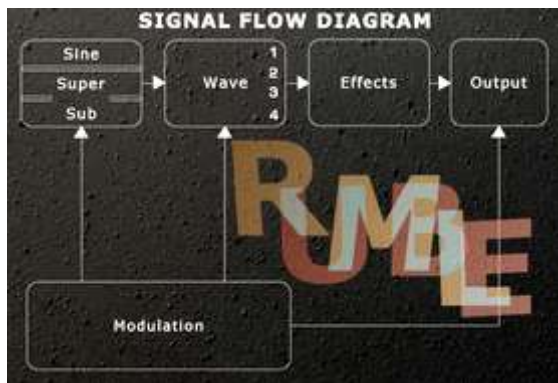 SIGNAL FLOW DIAGRAM
Sine
Super
Sub
Wave
1
2
3
4
Effects
Output
RUMBLE
Modulation